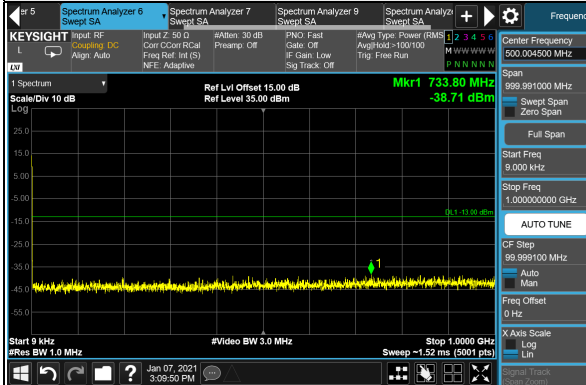 er 5
Spectrum Analyzer 6
Swept SA
Spectrum Analyzer 7
Swept SA
Spectrum Analyzer 9
Swept SA
Spectrum Analyz
Swept SA
Frequen
KEYSIGHT
L
LXI
Input: RF
Coupling: DC
Align: Auto
Input Z: 50 Ω
Corr CCorr RCal
Freq Ref: Int (S)
NFE: Adaptive
#Atten: 30 dB
Preamp: Off
PNO: Fast
Gate: Off
IF Gain: Low
Sig Track: Off
#Avg Type: Power (RMS
Avg|Hold:>100/100
Trig: Free Run
1 2 3 4 5 6
M W W W W W
P N N N N N
1 Spectrum
Scale/Div 10 dB
Log
Ref Lvl Offset 15.00 dB
Ref Level 35.00 dBm
Mkr1 733.80 MHz
-38.71 dBm
25.0
15.0
5.00
-5.00
-15.0
-25.0
-35.0
-45.0
-55.0
DL1 -13.00 dBm
1
Start 9 kHz
#Res BW 1.0 MHz
#Video BW 3.0 MHz
Stop 1.0000 GHz
Sweep ~1.52 ms (5001 pts)
Center Frequency
500.004500 MHz
Span
999.991000 MHz
Swept Span
Zero Span
Full Span
Start Freq
9.000 kHz
Stop Freq
1.000000000 GHz
AUTO TUNE
CF Step
99.999100 MHz
Auto
Man
Freq Offset
0 Hz
X Axis Scale
Log
Lin
Signal Track
(Span Zoom)
?
Jan 07, 2021
3:09:50 PM